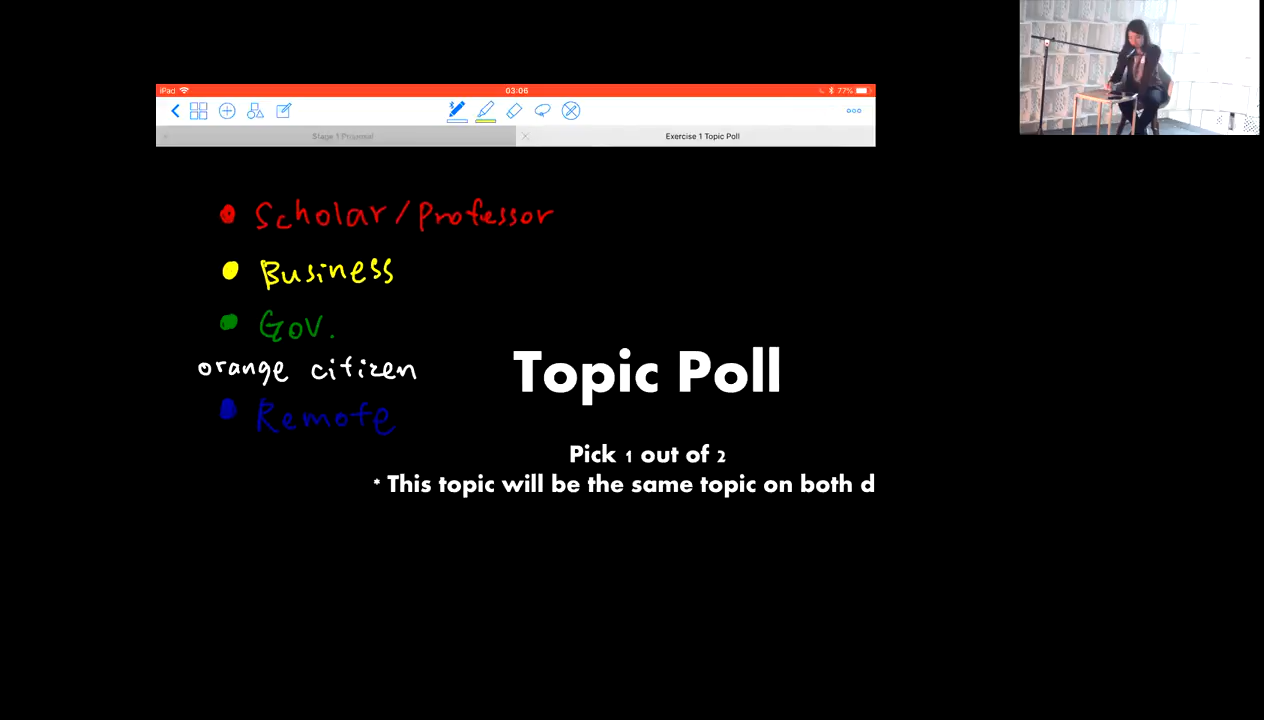 iPad 03:06 77%
Stage 1 Proposal Exercise 1 Topic Poll
Scholar/Professor
Business
Gov.
orange citizen
Remote
Topic Poll
Pick 1 out of 2
* This topic will be the same topic on both d